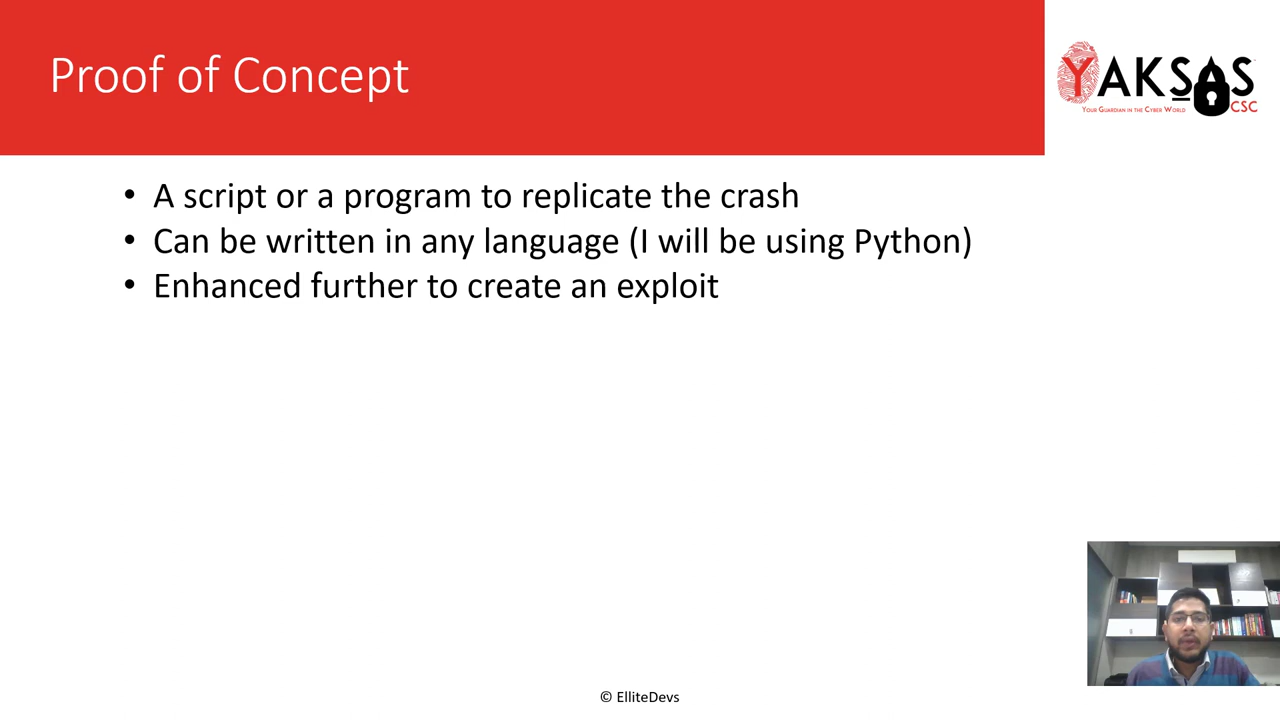 Proof of Concept
YAKSAS
YOUR GUARDIAN IN THE CYBER WORLD
CSC
• A script or a program to replicate the crash
• Can be written in any language (I will be using Python)
• Enhanced further to create an exploit
© ElliteDevs